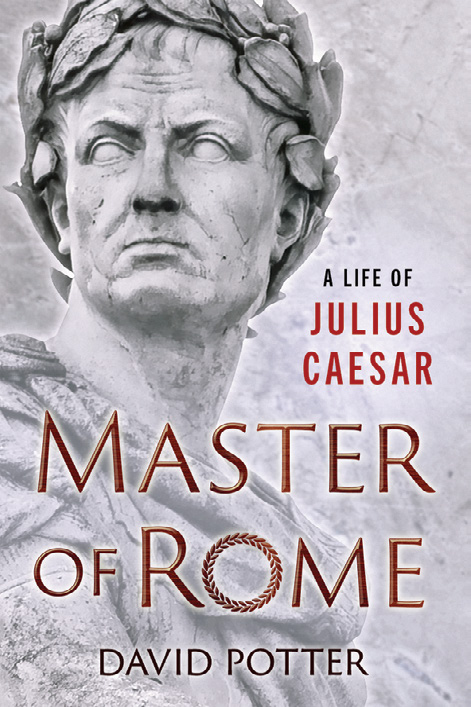 A LIFE OF
JULIUS
CAESAR
MASTER
OF ROME
DAVID POTTER